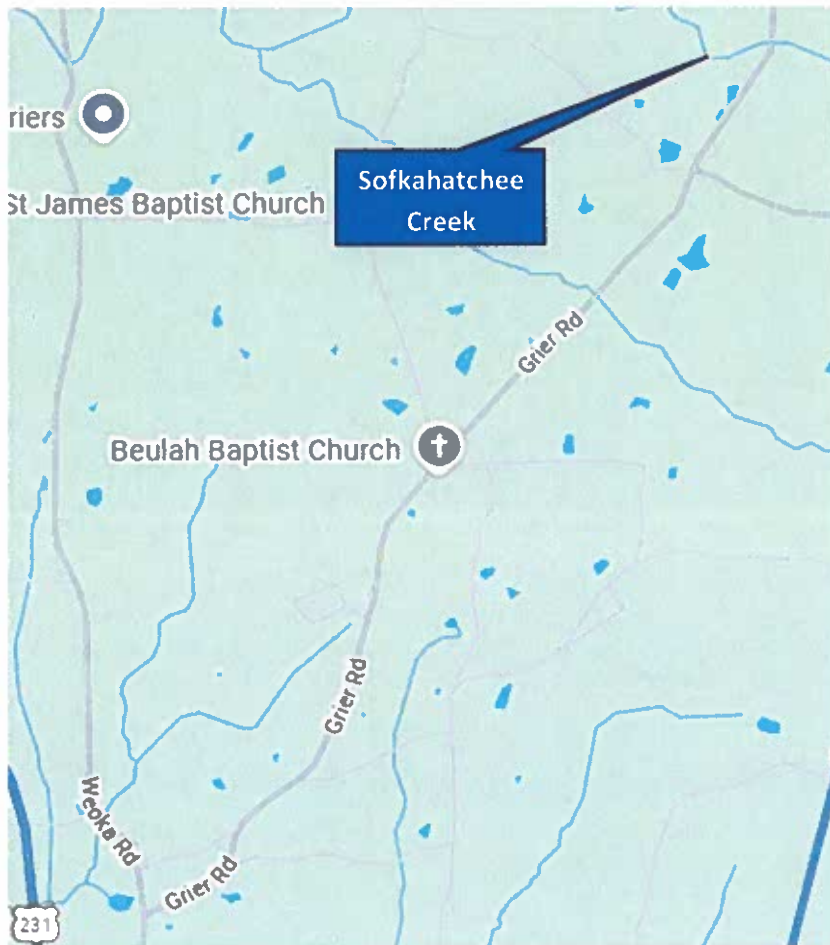 riers
St James Baptist Church
Sofkahatchee
Creek
Grier Rd
Beulah Baptist Church
Grier Rd
Weoka Rd
Grier Rd
231